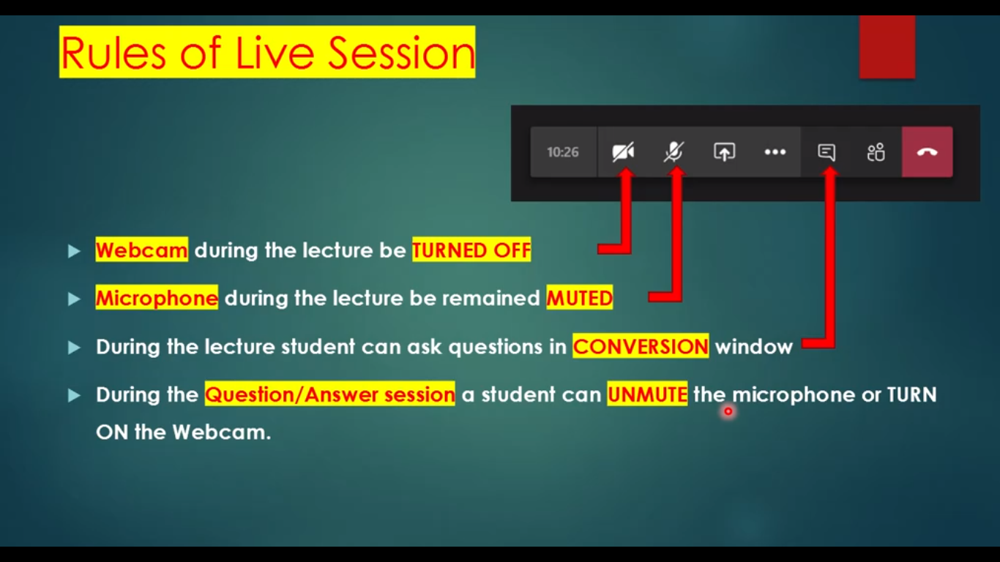 Rules of Live Session
10:26
Webcam during the lecture be TURNED OFF
Microphone during the lecture be remained MUTED
During the lecture student can ask questions in CONVERSION window
During the Question/Answer session a student can UNMUTE the microphone or TURN
ON the Webcam.